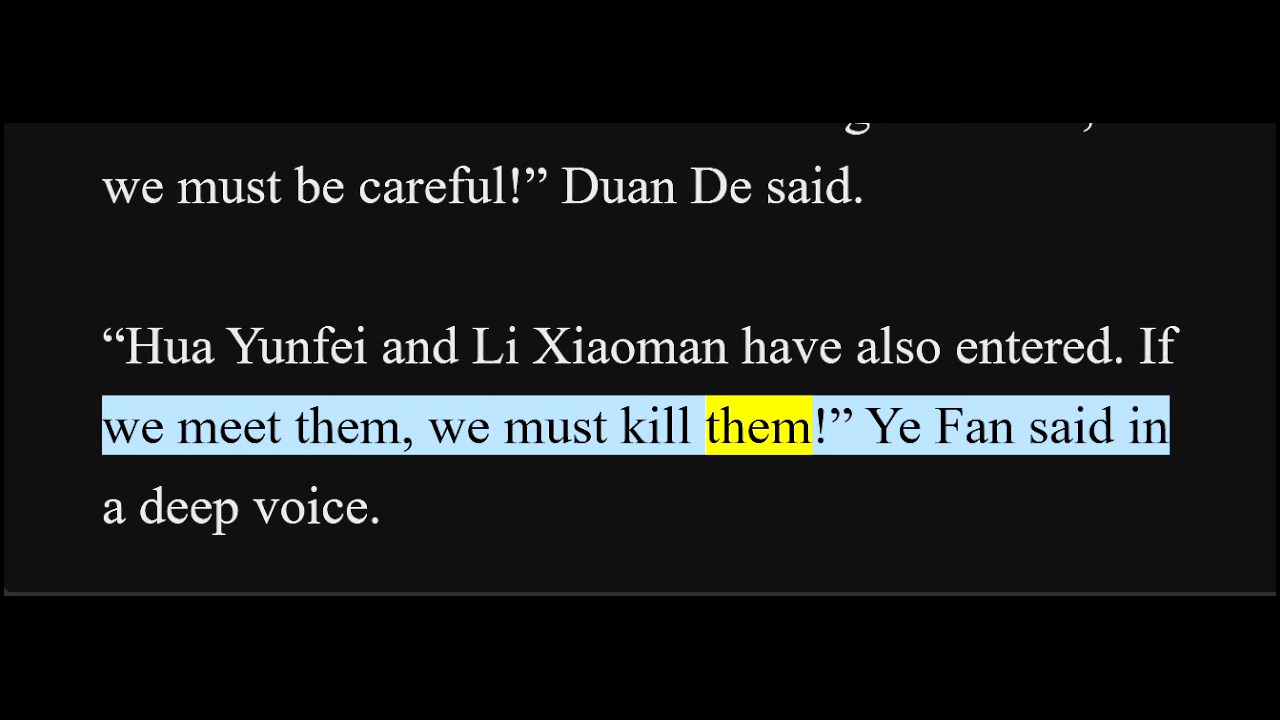 we must be careful!” Duan De said.
“Hua Yunfei and Li Xiaoman have also entered. If
we meet them, we must kill them!” Ye Fan said in
a deep voice.